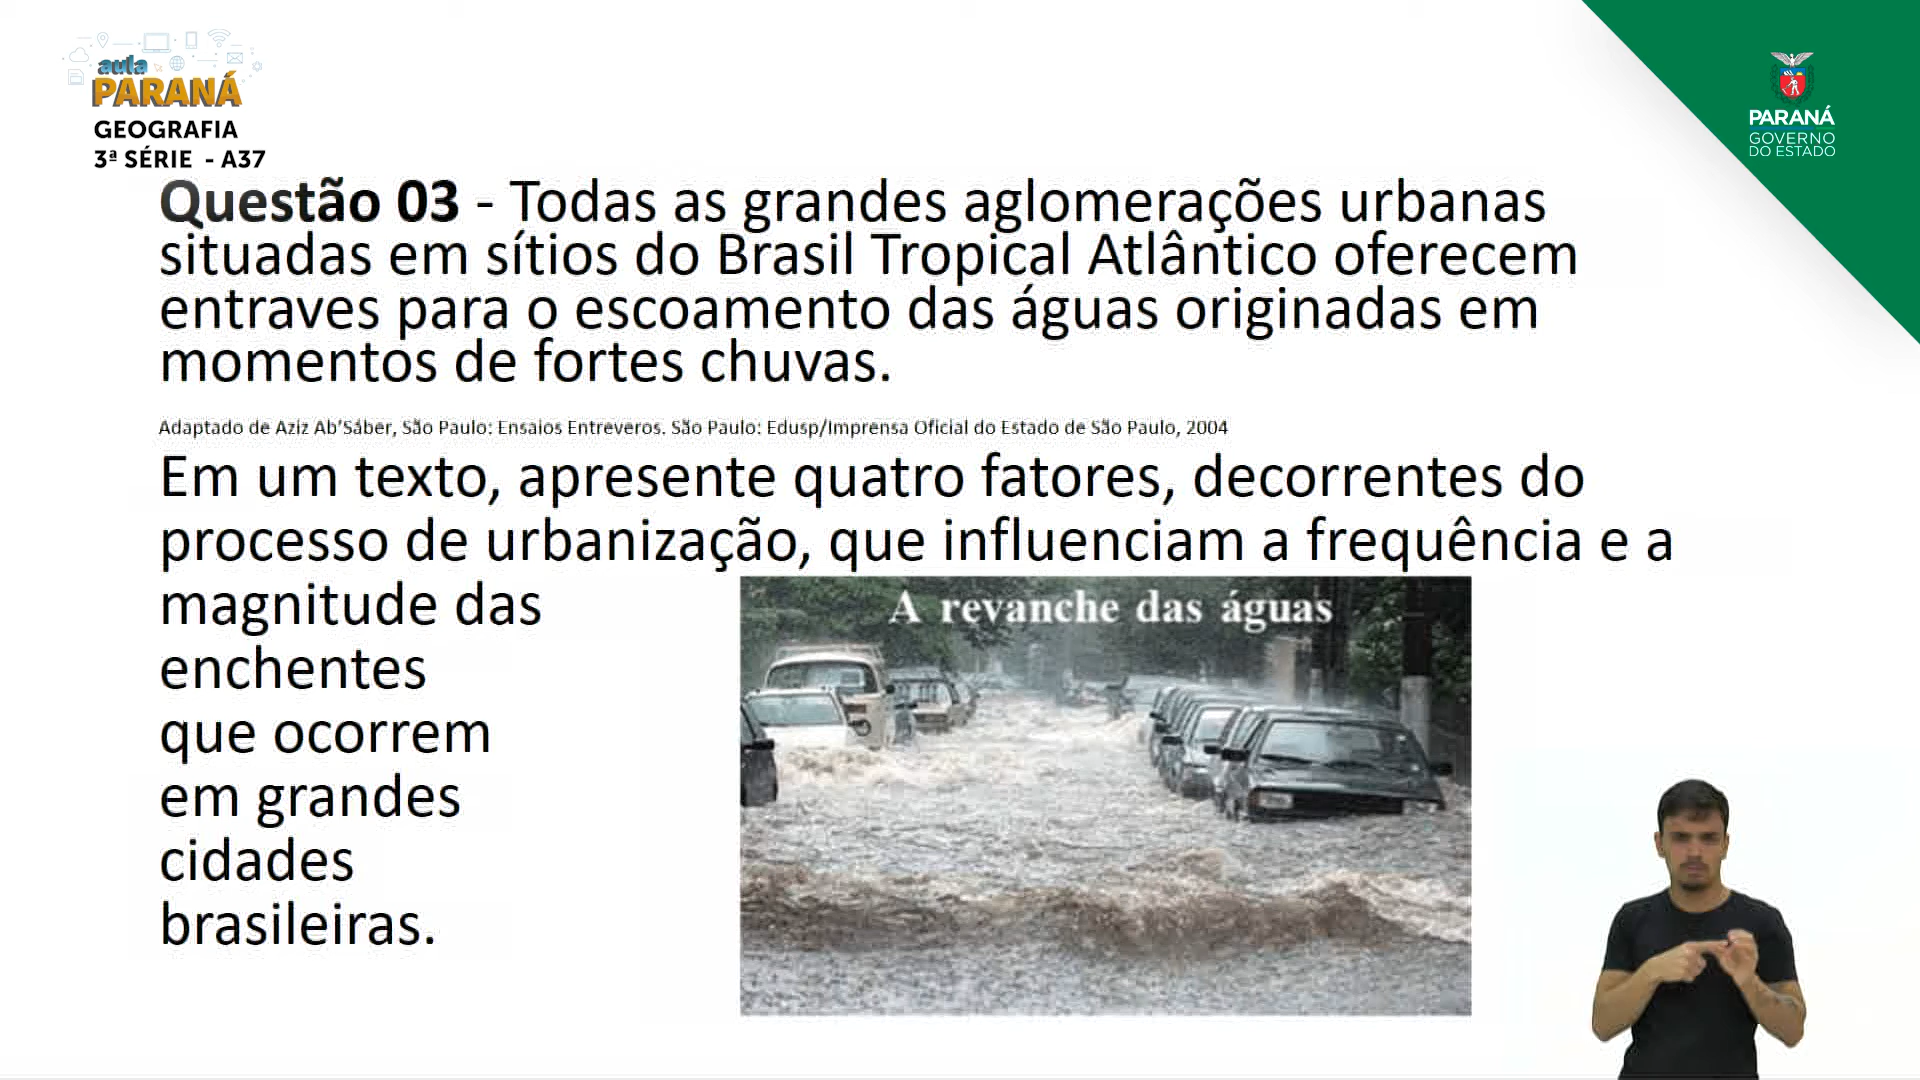 aula
PARANÁ
GEOGRAFIA
3ª SÉRIE - A37
PARANÁ
GOVERNO
DO ESTADO
Questão 03 - Todas as grandes aglomerações urbanas
situadas em sítios do Brasil Tropical Atlântico oferecem
entraves para o escoamento das águas originadas em
momentos de fortes chuvas.
Adaptado de Aziz Ab'Sáber, São Paulo: Ensaios Entreveros. São Paulo: Edusp/Imprensa Oficial do Estado de São Paulo, 2004
Em um texto, apresente quatro fatores, decorrentes do
processo de urbanização, que influenciam a frequência e a
magnitude das
enchentes
que ocorrem
em grandes
cidades
brasileiras.
A revanche das águas